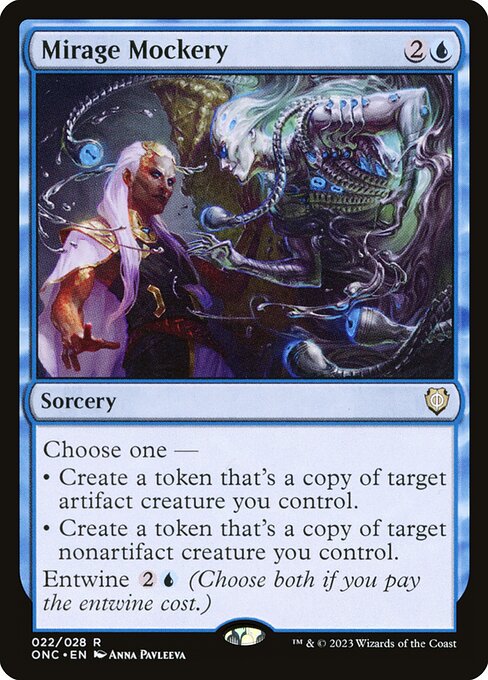 Mirage Mockery 2
Sorcery
Choose one —
• Create a token that's a copy of target
artifact creature you control.
• Create a token that's a copy of target
nonartifact creature you control.
Entwine 2 (Choose both if you pay
the entwine cost.)
022/028 R
ONC • EN Anna Pavleeva
™ & © 2023 Wizards of the Coast